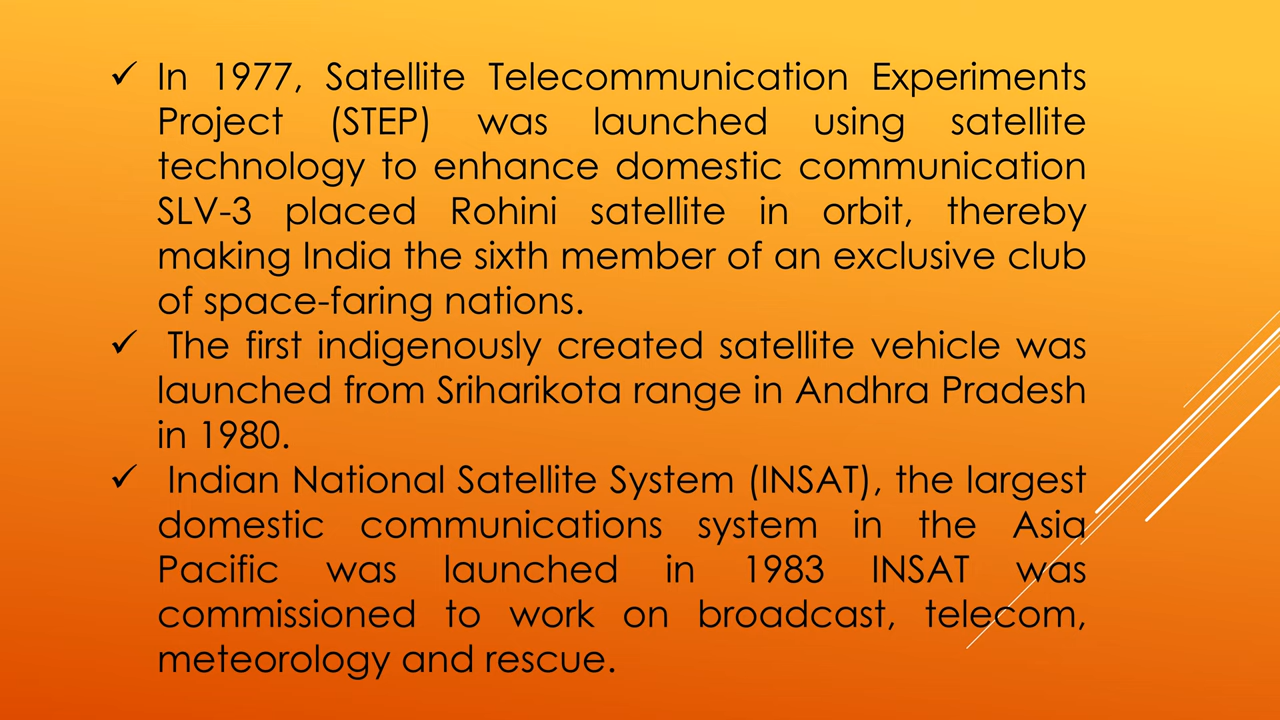 ✓ In 1977, Satellite Telecommunication Experiments
Project (STEP) was launched using satellite
technology to enhance domestic communication
SLV-3 placed Rohini satellite in orbit, thereby
making India the sixth member of an exclusive club
of space-faring nations.
✓ The first indigenously created satellite vehicle was
launched from Sriharikota range in Andhra Pradesh
in 1980.
✓ Indian National Satellite System (INSAT), the largest
domestic communications system in the Asia
Pacific was launched in 1983 INSAT was
commissioned to work on broadcast, telecom,
meteorology and rescue.